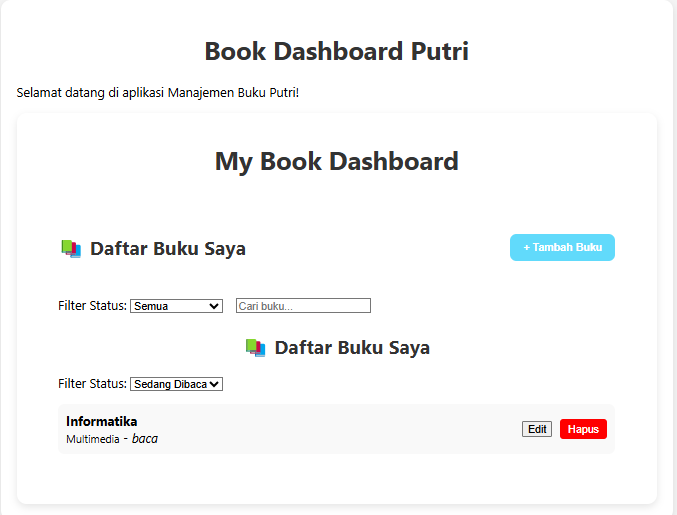 Book Dashboard Putri
Selamat datang di aplikasi Manajemen Buku Putri!
My Book Dashboard
Daftar Buku Saya
+ Tambah Buku
Filter Status: Semua Cari buku...
Daftar Buku Saya
Filter Status: Sedang Dibaca
Informatika
Multimedia - baca
Edit Hapus